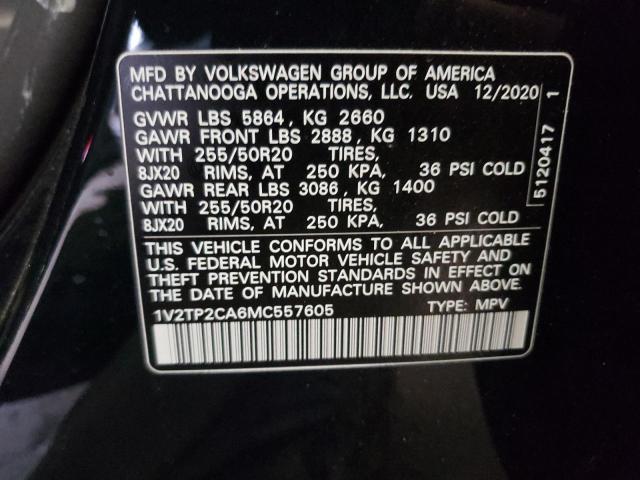 MFD BY VOLKSWAGEN GROUP OF AMERICA
CHATTANOOGA OPERATIONS, LLC. USA 12/2020
GVWR LBS 5864, KG 2660
GAWR FRONT LBS 2888, KG 1310
WITH 255/50R20 TIRES,
8JX20 RIMS, AT 250 KPA, 36 PSI COLD
GAWR REAR LBS 3086, KG 1400
WITH 255/50R20 TIRES,
8JX20 RIMS, AT 250 KPA, 36 PSI COLD
THIS VEHICLE CONFORMS TO ALL APPLICABLE
U.S. FEDERAL MOTOR VEHICLE SAFETY AND
THEFT PREVENTION STANDARDS IN EFFECT ON
THE DATE OF MANUFACTURE SHOWN ABOVE.
1V2TP2CA6MC557605 TYPE: MPV
5120417 1